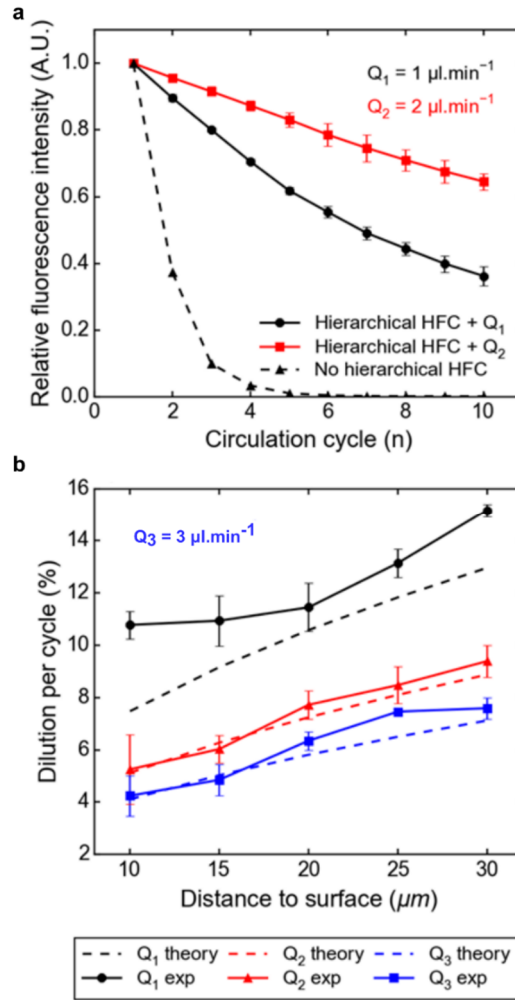 a
Relative fluorescence intensity (A.U.)
1.0
0.8
0.6
0.4
0.2
0.0
Q₁ = 1 µl.min⁻¹
Q₂ = 2 µl.min⁻¹
Hierarchical HFC + Q₁
Hierarchical HFC + Q₂
No hierarchical HFC
0 2 4 6 8 10
Circulation cycle (n)
b
Dilution per cycle (%)
16
14
12
10
8
6
4
2
Q₃ = 3 µl.min⁻¹
10 15 20 25 30
Distance to surface (µm)
Q₁ theory Q₂ theory Q₃ theory
Q₁ exp Q₂ exp Q₃ exp